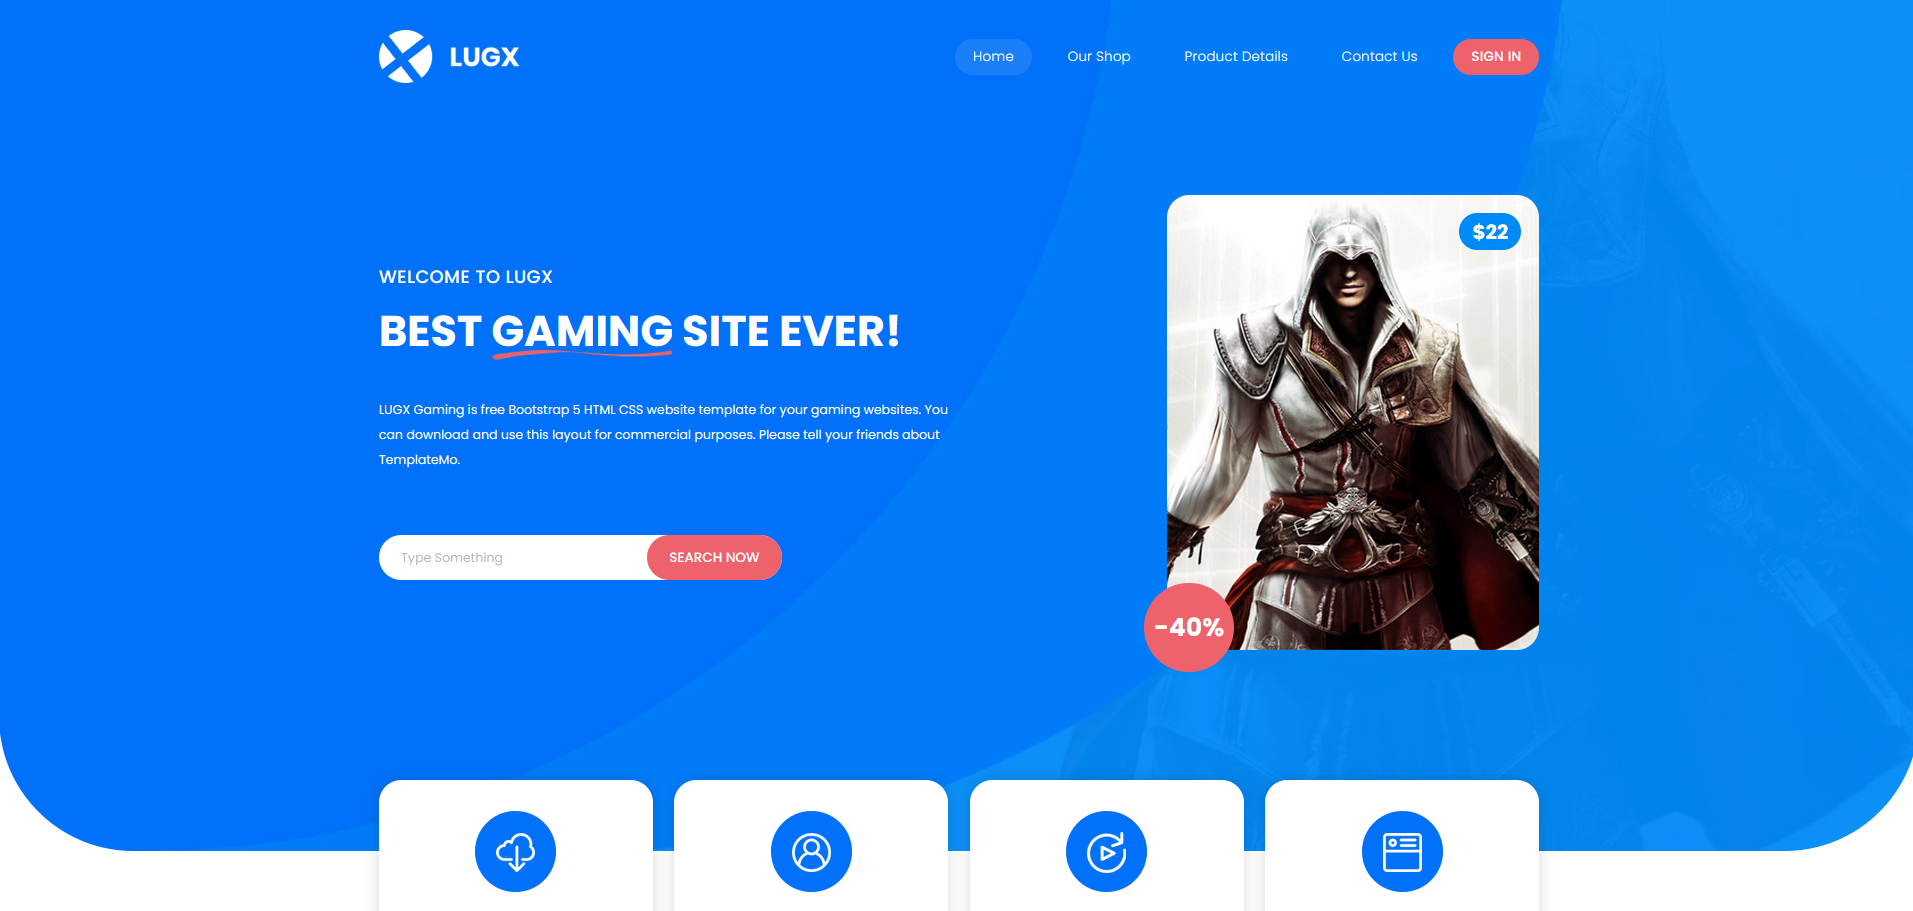 LUGX
Home
Our Shop
Product Details
Contact Us
SIGN IN
WELCOME TO LUGX
BEST GAMING SITE EVER!
LUGX Gaming is free Bootstrap 5 HTML CSS website template for your gaming websites. You
can download and use this layout for commercial purposes. Please tell your friends about
TemplateMo.
Type Something
SEARCH NOW
$22
-40%